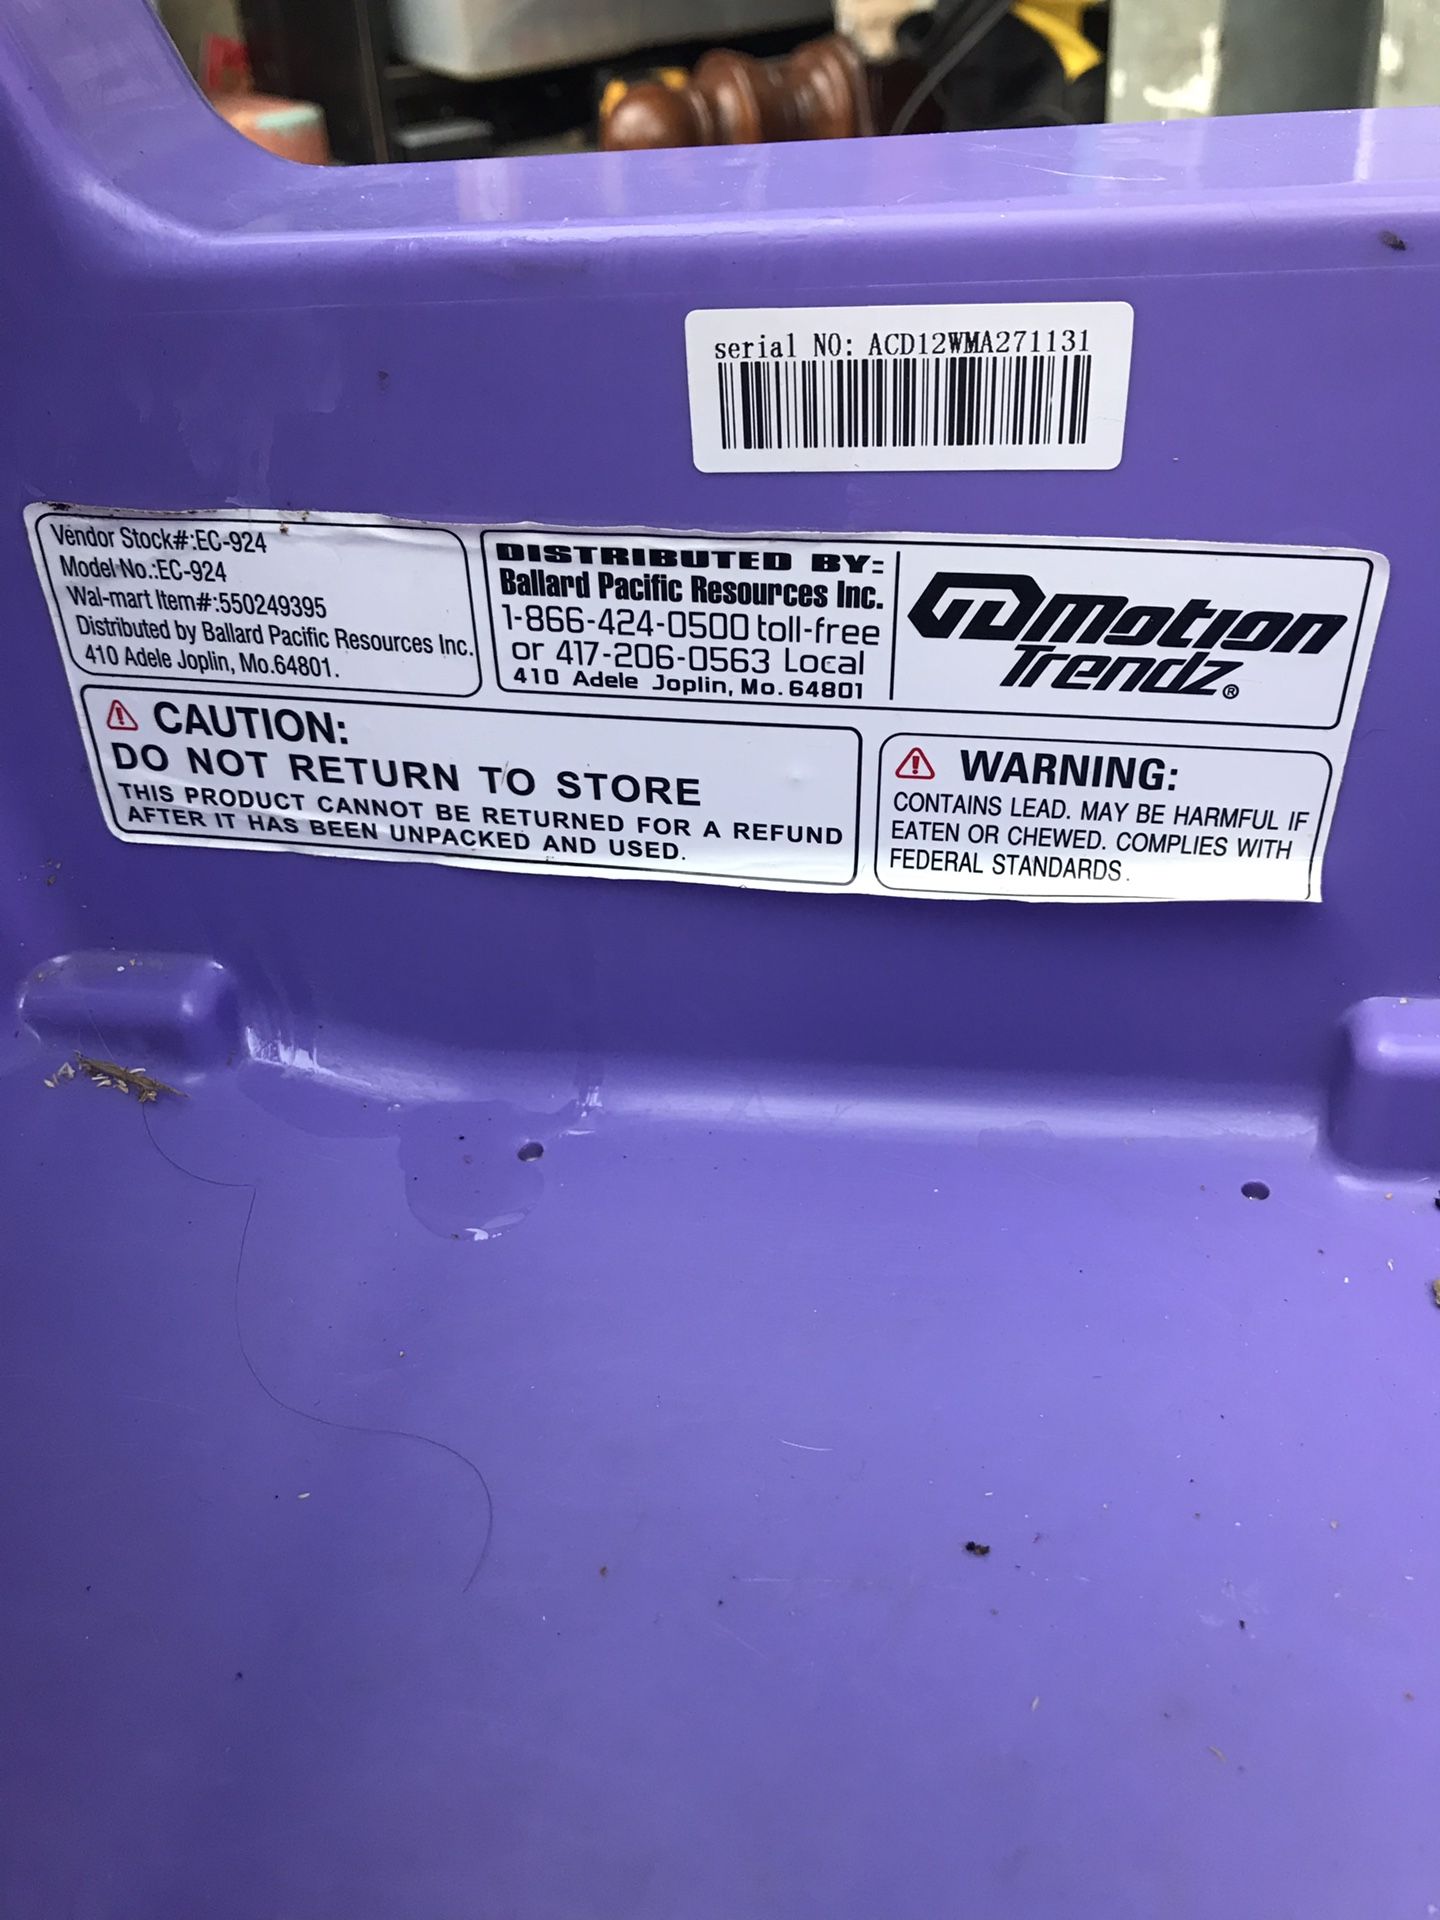 serial NO: ACD12WMA271131
Vendor Stock#:EC-924
Model No.:EC-924
Wal-mart Item#:550249395
Distributed by Ballard Pacific Resources Inc.
410 Adele Joplin, Mo.64801.
DISTRIBUTED BY:
Ballard Pacific Resources Inc.
1-866-424-0500 toll-free
or 417-206-0563 Local
410 Adele Joplin, Mo. 64801
Motion
Trendz®
CAUTION:
DO NOT RETURN TO STORE
THIS PRODUCT CANNOT BE RETURNED FOR A REFUND
AFTER IT HAS BEEN UNPACKED AND USED.
WARNING:
CONTAINS LEAD. MAY BE HARMFUL IF
EATEN OR CHEWED. COMPLIES WITH
FEDERAL STANDARDS.